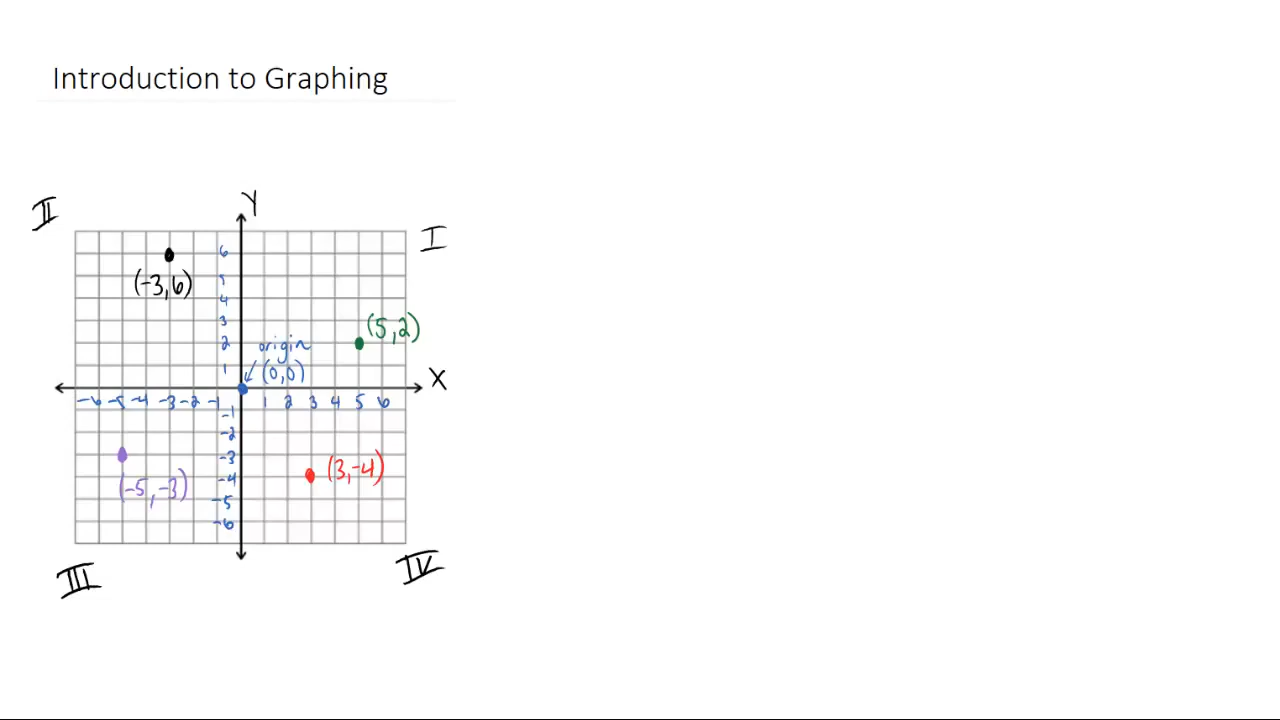 Introduction to Graphing
Y
II
I
6
(-3,6)
5
4
3
(5,2)
2
origin
1
(0,0)
X
-6 -5 -4 -3 -2 -1 1 2 3 4 5 6
-1
-2
-3
(3,-4)
-4
(-5,-3)
-5
-6
III
IV